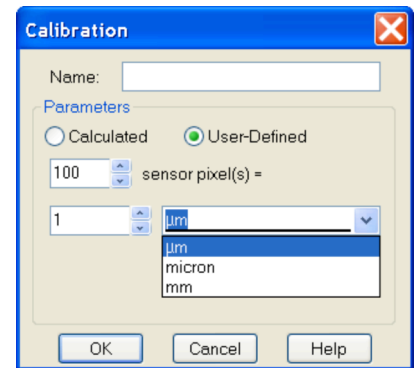 Calibration
Name:
Parameters
Calculated User-Defined
100 sensor pixel(s) =
1 µm
µm
micron
mm
OK Cancel Help